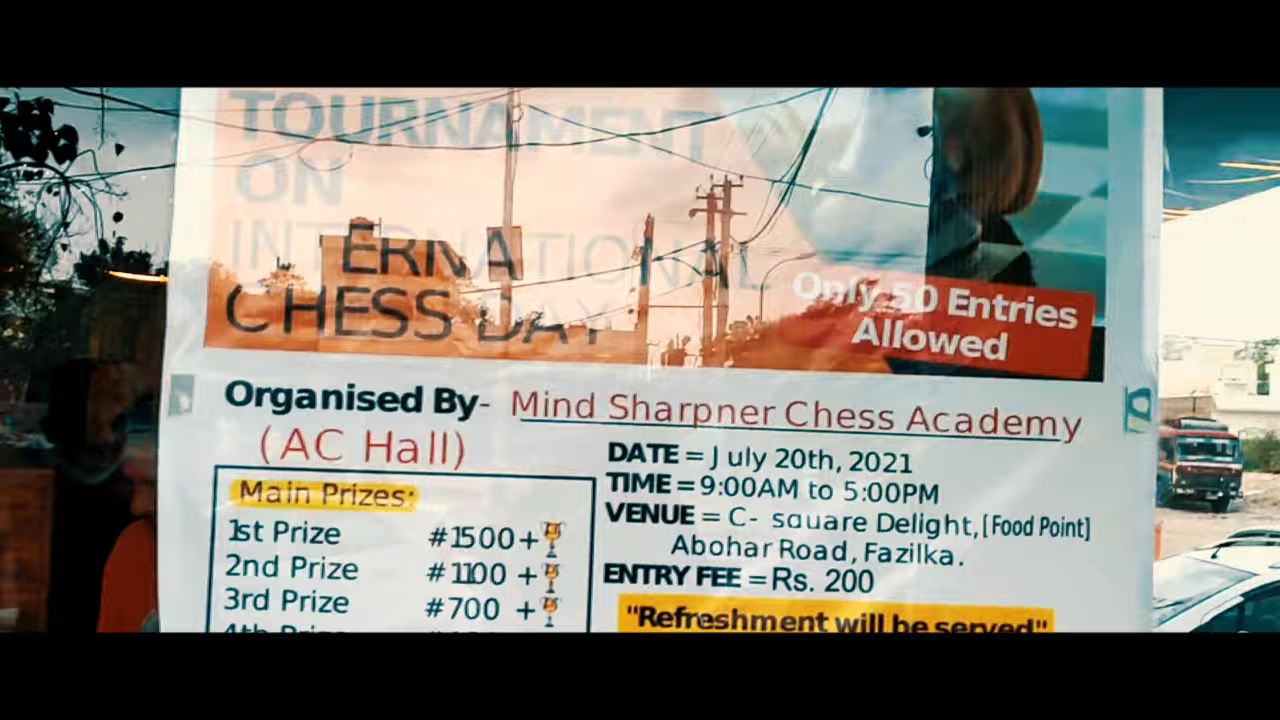 TOURNAMENT
ON
INTERNATIONAL
CHESS DAY
Only 50 Entries
Allowed
Organised By- Mind Sharpner Chess Academy
(AC Hall)
DATE = July 20th, 2021
TIME = 9:00AM to 5:00PM
VENUE = C- square Delight, [Food Point]
Abohar Road, Fazilka.
ENTRY FEE = Rs. 200
"Refreshment will be served"
Main Prizes:
1st Prize #1500+
2nd Prize #1100 +
3rd Prize #700 +
4th Prize